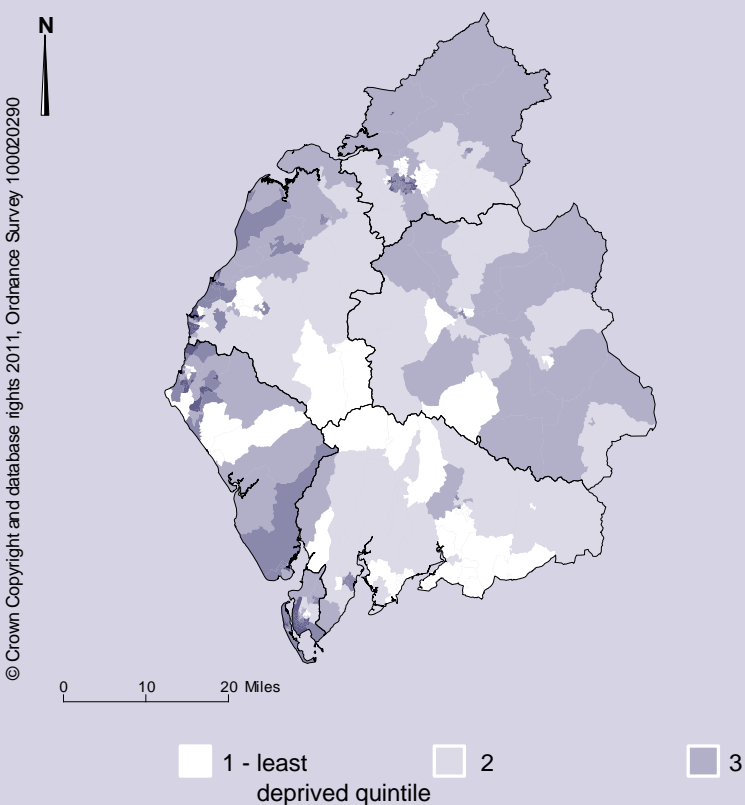 N
© Crown Copyright and database rights 2011, Ordnance Survey 100020290
0 10 20 Miles
1 - least
deprived quintile
2
3